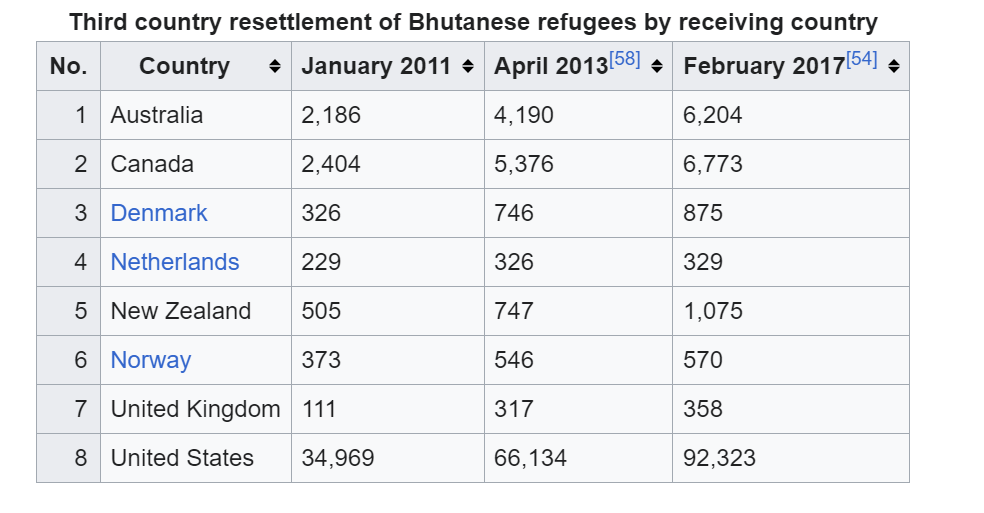 Third country resettlement of Bhutanese refugees by receiving country
No. Country January 2011 April 2013[58] February 2017[54]
1 Australia 2,186 4,190 6,204
2 Canada 2,404 5,376 6,773
3 Denmark 326 746 875
4 Netherlands 229 326 329
5 New Zealand 505 747 1,075
6 Norway 373 546 570
7 United Kingdom 111 317 358
8 United States 34,969 66,134 92,323